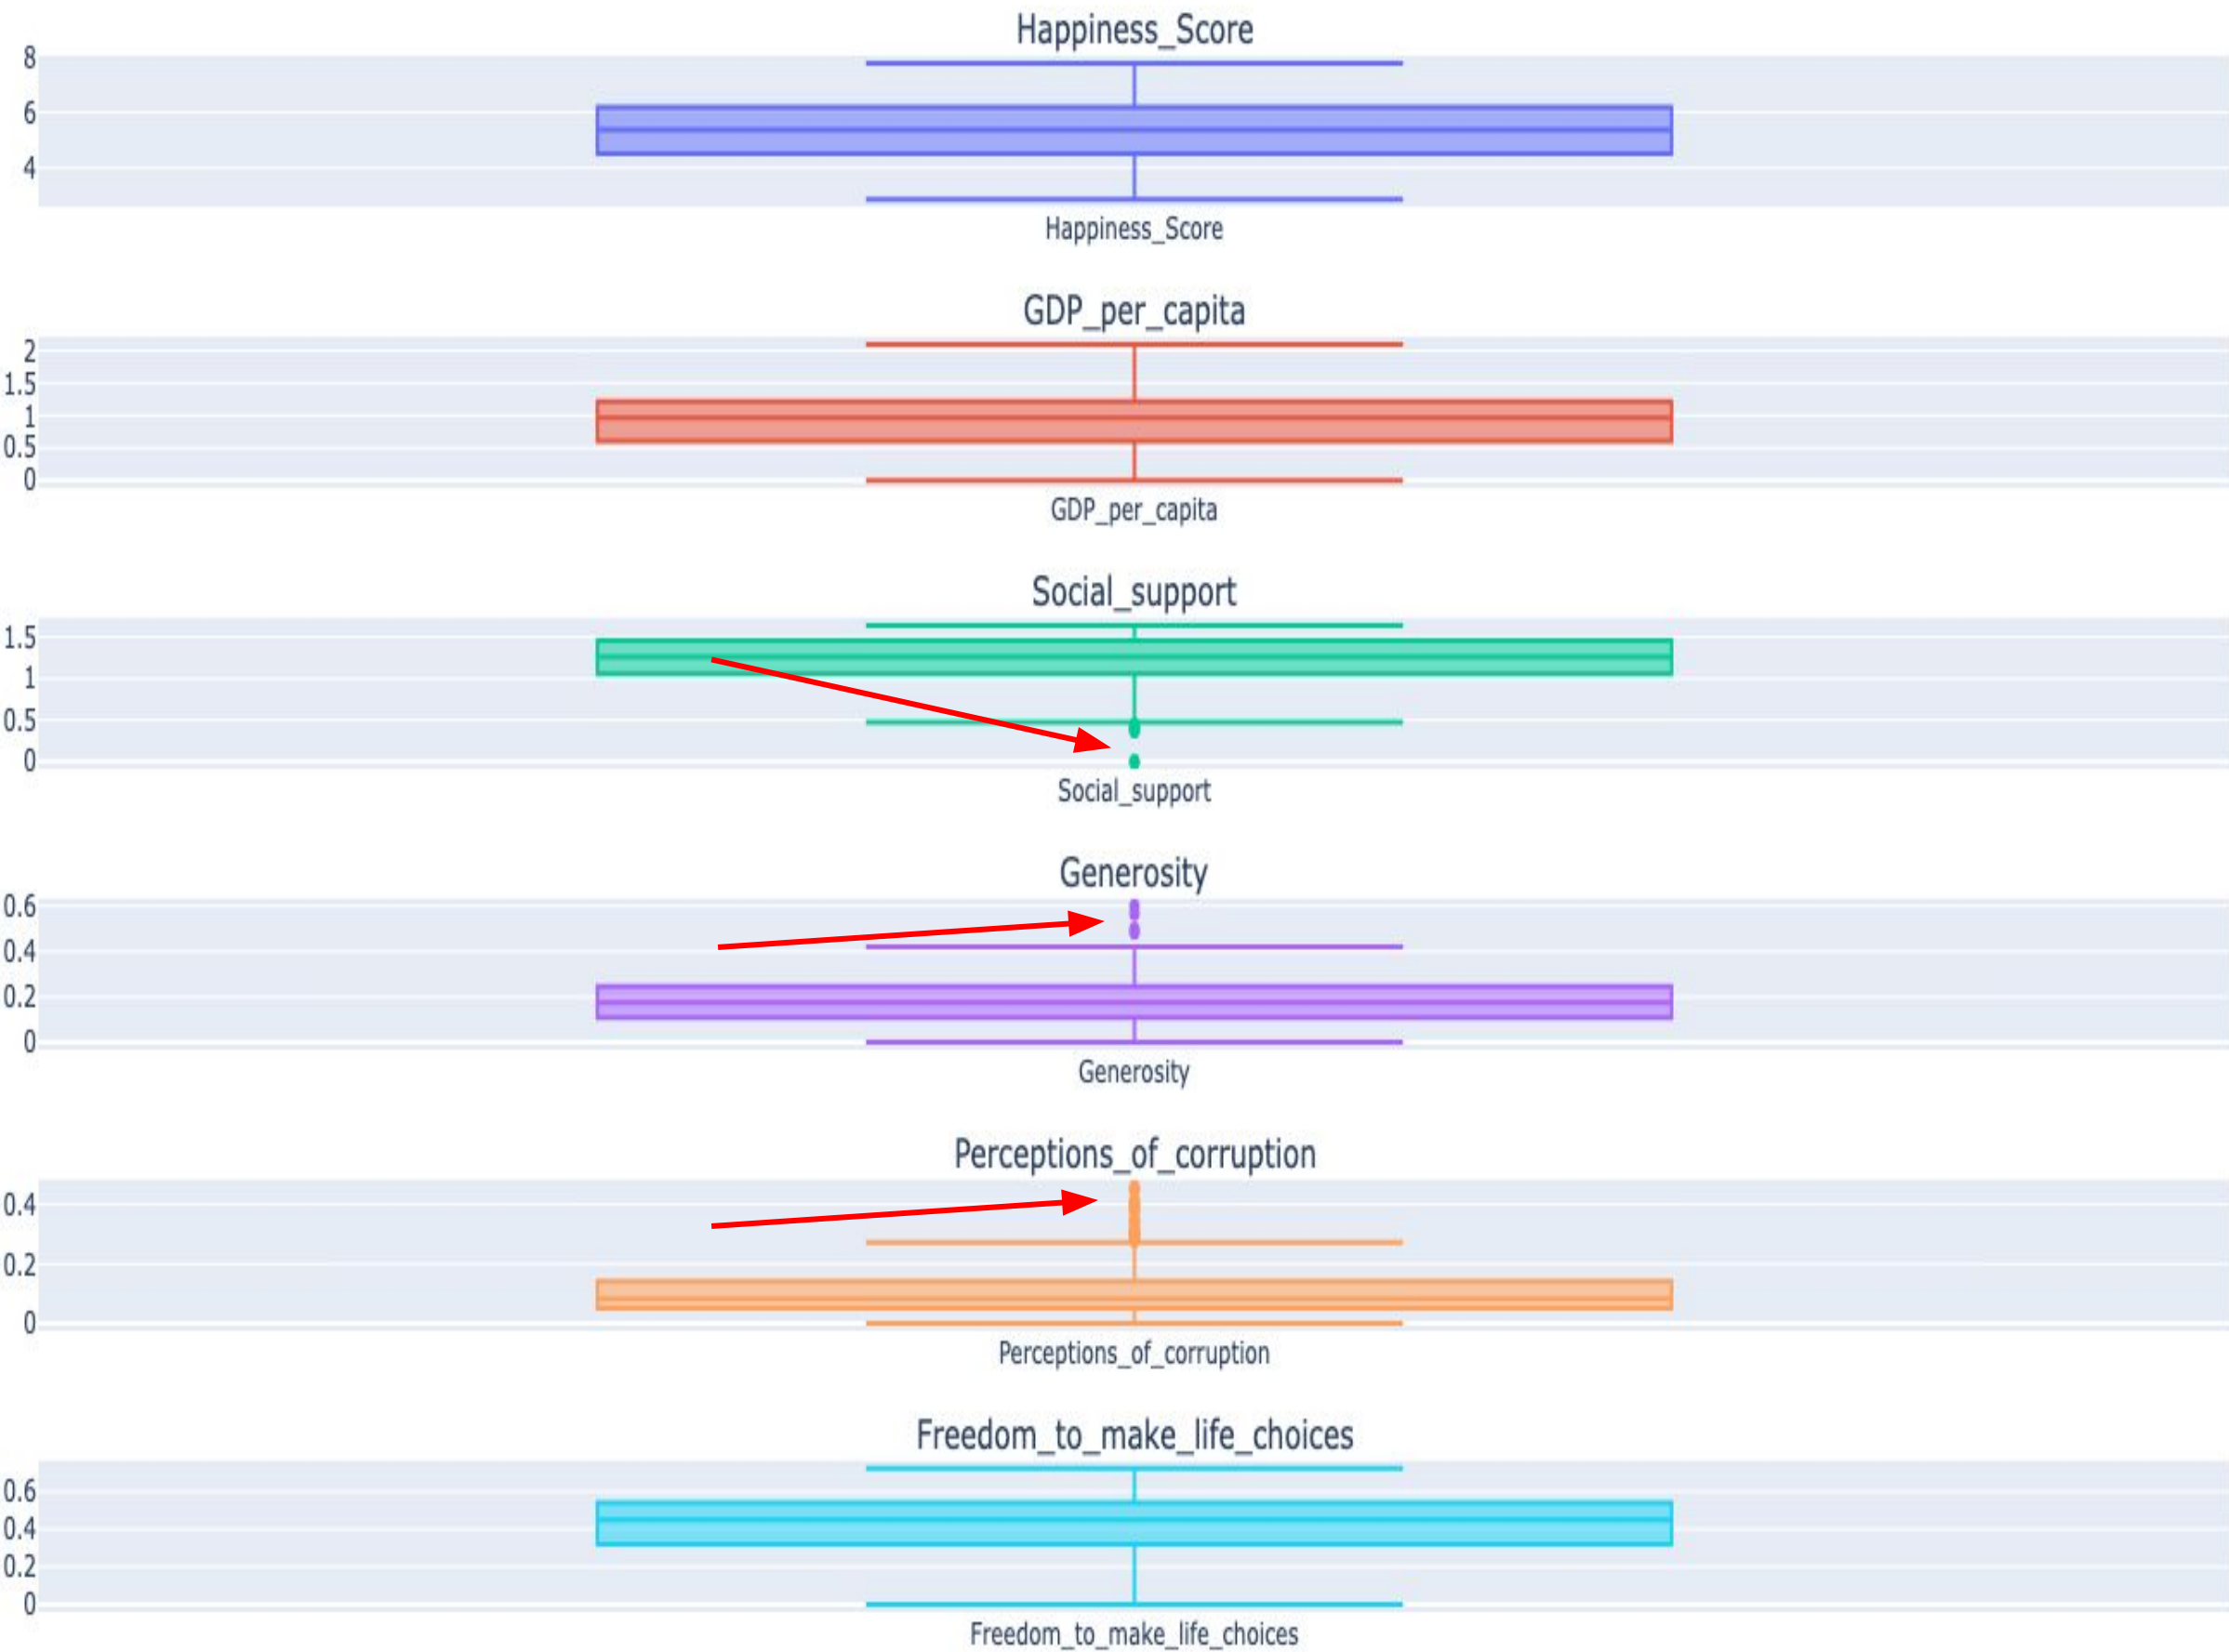 Happiness_Score
8
6
4
Happiness_Score
GDP_per_capita
2
1.5
1
0.5
0
GDP_per_capita
Social_support
1.5
1
0.5
0
Social_support
Generosity
0.6
0.4
0.2
0
Generosity
Perceptions_of_corruption
0.4
0.2
0
Perceptions_of_corruption
Freedom_to_make_life_choices
0.6
0.4
0.2
0
Freedom_to_make_life_choices